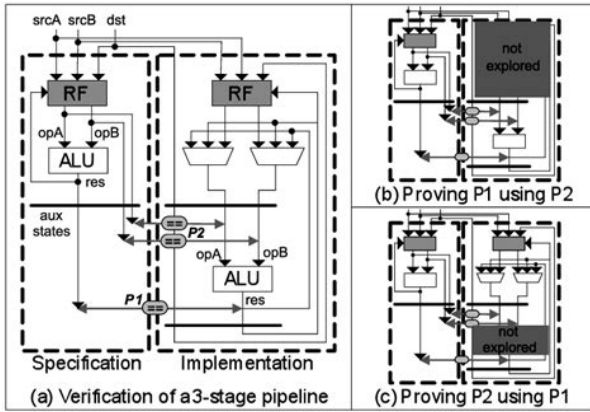 srcA srcB dst
RF RF
opA opB
ALU
res
aux
states
==
== P2
opA opB
ALU
P1 == res
Specification Implementation
(a) Verification of a 3-stage pipeline
not
explored
(b) Proving P1 using P2
not
explored
(c) Proving P2 using P1